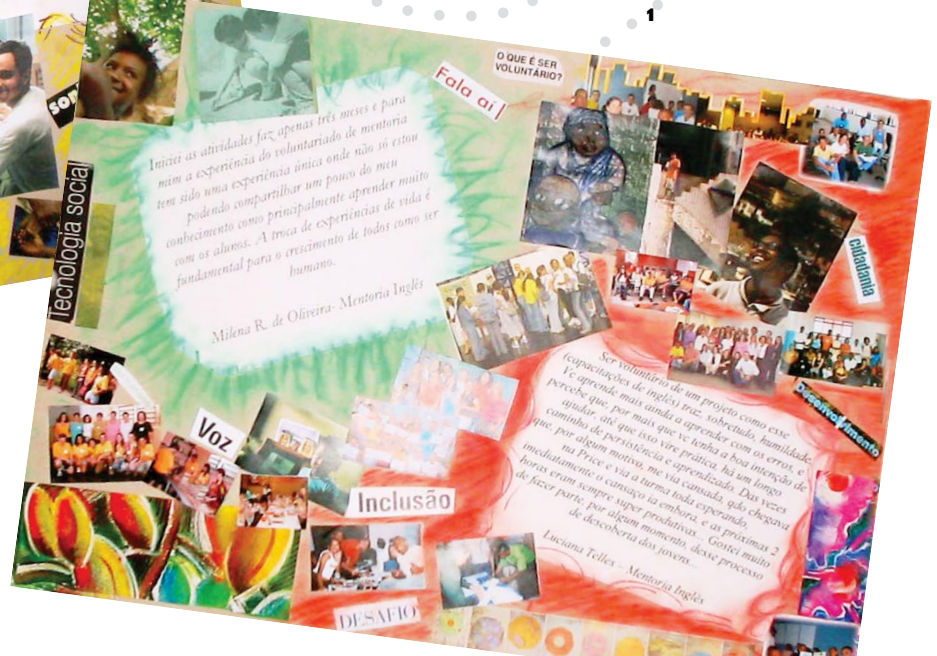 1
SOR
Tecnologia social
O QUE É SER
VOLUNTÁRIO?
Fala aí !
Iniciei as atividades faz apenas três meses e para
mim a experiência do voluntariado de mentoria
tem sido uma experiência única onde não só estou
podendo compartilhar um pouco do meu
conhecimento como principalmente aprender muito
com os alunos. A troca de experiências de vida é
fundamental para o crescimento de todos como ser
humano.
Milena R. de Oliveira- Mentoria Inglês
cidadania
Desenvolvimento
Voz
Inclusão
DESAFIO
Ser voluntário de um projeto como esse
(capacitações de inglês) traz, sobretudo, humildade.
Vc aprende mais ainda a aprender com os erros, e
percebe que, por mais que vc tenha a boa intenção de
ajudar, até que isso vire prática, há um longo
caminho de persistência e aprendizado. Das vezes
que, por algum motivo, me via cansada, qdo chegava
na Price e via a turma toda esperando,
imediatamente o cansaço ia embora, e as próximas 2
horas eram sempre super produtivas... Gostei muito
de fazer parte, por algum momento, desse processo
de descoberta dos jovens...
Luciana Telles – Mentoria Inglês